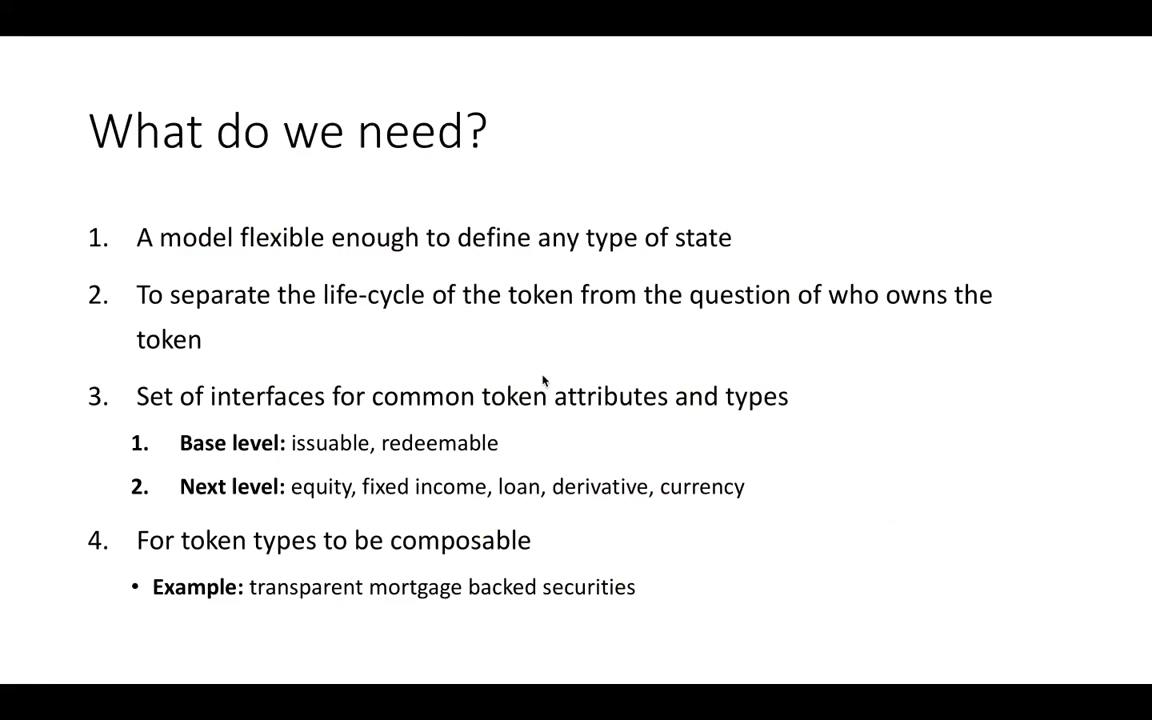 What do we need?
1. A model flexible enough to define any type of state
2. To separate the life-cycle of the token from the question of who owns the
token
3. Set of interfaces for common token attributes and types
1. Base level: issuable, redeemable
2. Next level: equity, fixed income, loan, derivative, currency
4. For token types to be composable
• Example: transparent mortgage backed securities